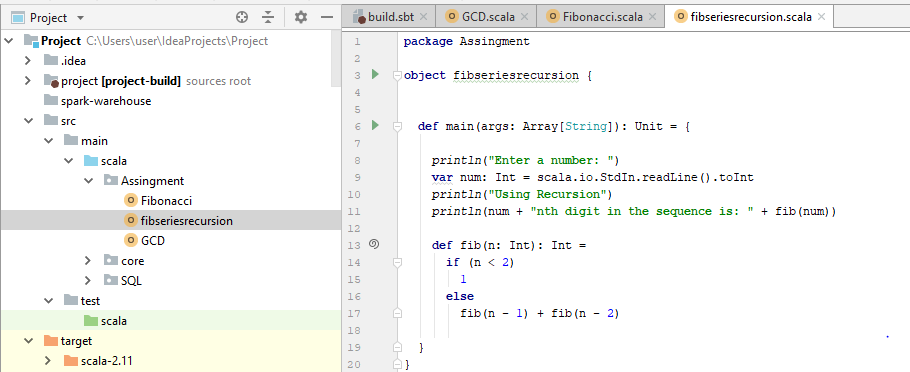 Project
Project C:\Users\user\IdeaProjects\Project
.idea
project [project-build] sources root
spark-warehouse
src
main
scala
Assingment
Fibonacci
fibseriesrecursion
GCD
core
SQL
test
scala
target
scala-2.11
build.sbt GCD.scala Fibonacci.scala fibseriesrecursion.scala
1 package Assingment
2
3 object fibseriesrecursion {
4
5
6 def main(args: Array[String]): Unit = {
7
8 println("Enter a number: ")
9 var num: Int = scala.io.StdIn.readLine().toInt
10 println("Using Recursion")
11 println(num + "nth digit in the sequence is: " + fib(num))
12
13 def fib(n: Int): Int =
14 if (n < 2)
15 1
16 else
17 fib(n - 1) + fib(n - 2)
18
19 }
20 }